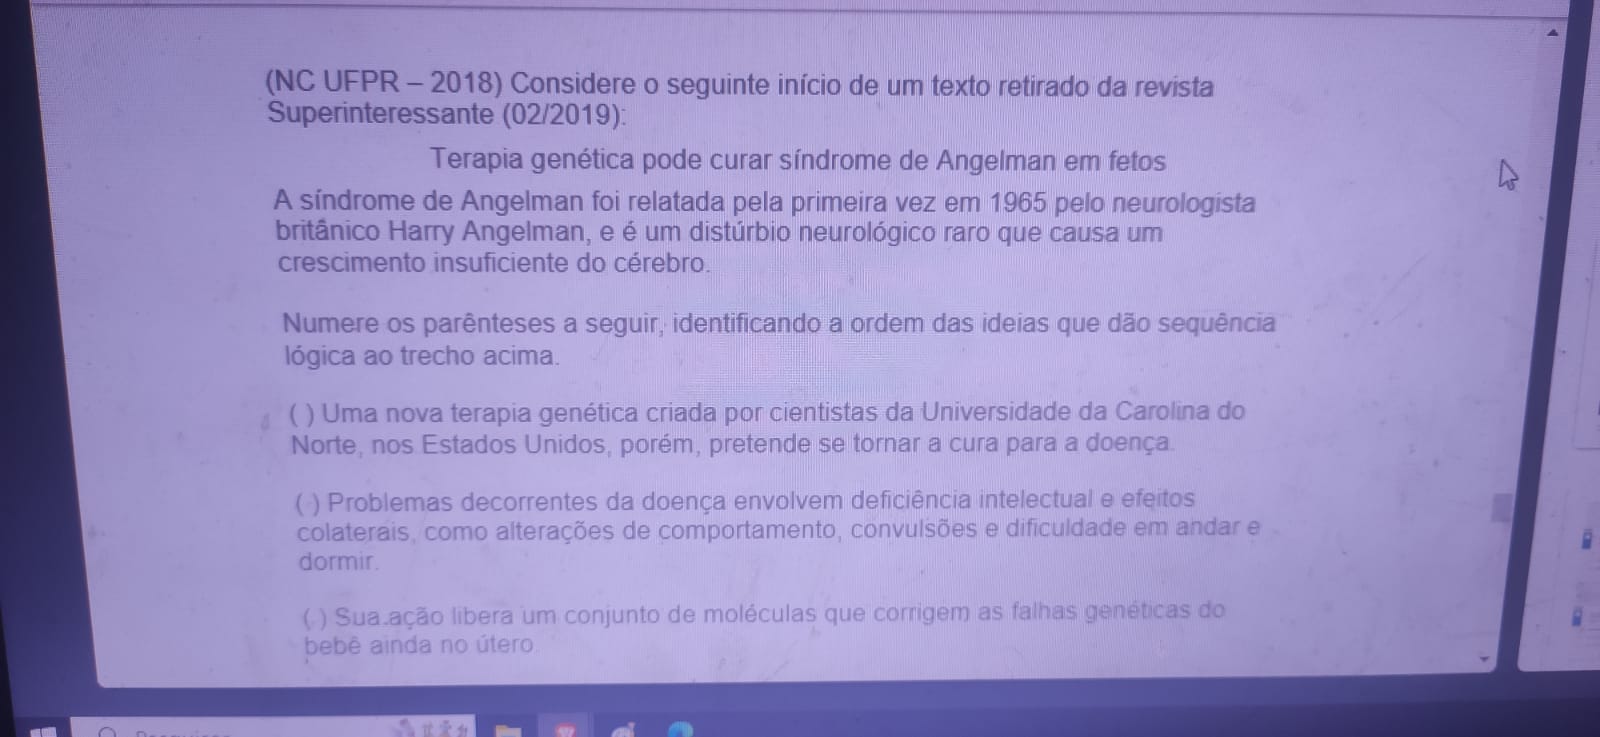 (NC UFPR – 2018) Considere o seguinte início de um texto retirado da revista
Superinteressante (02/2019):
Terapia genética pode curar síndrome de Angelman em fetos
A síndrome de Angelman foi relatada pela primeira vez em 1965 pelo neurologista
britânico Harry Angelman, e é um distúrbio neurológico raro que causa um
crescimento insuficiente do cérebro.
Numere os parênteses a seguir, identificando a ordem das ideias que dão sequência
lógica ao trecho acima.
( ) Uma nova terapia genética criada por cientistas da Universidade da Carolina do
Norte, nos Estados Unidos, porém, pretende se tornar a cura para a doença.
( ) Problemas decorrentes da doença envolvem deficiência intelectual e efeitos
colaterais, como alterações de comportamento, convulsões e dificuldade em andar e
dormir.
( ) Sua ação libera um conjunto de moléculas que corrigem as falhas genéticas do
bebê ainda no útero.